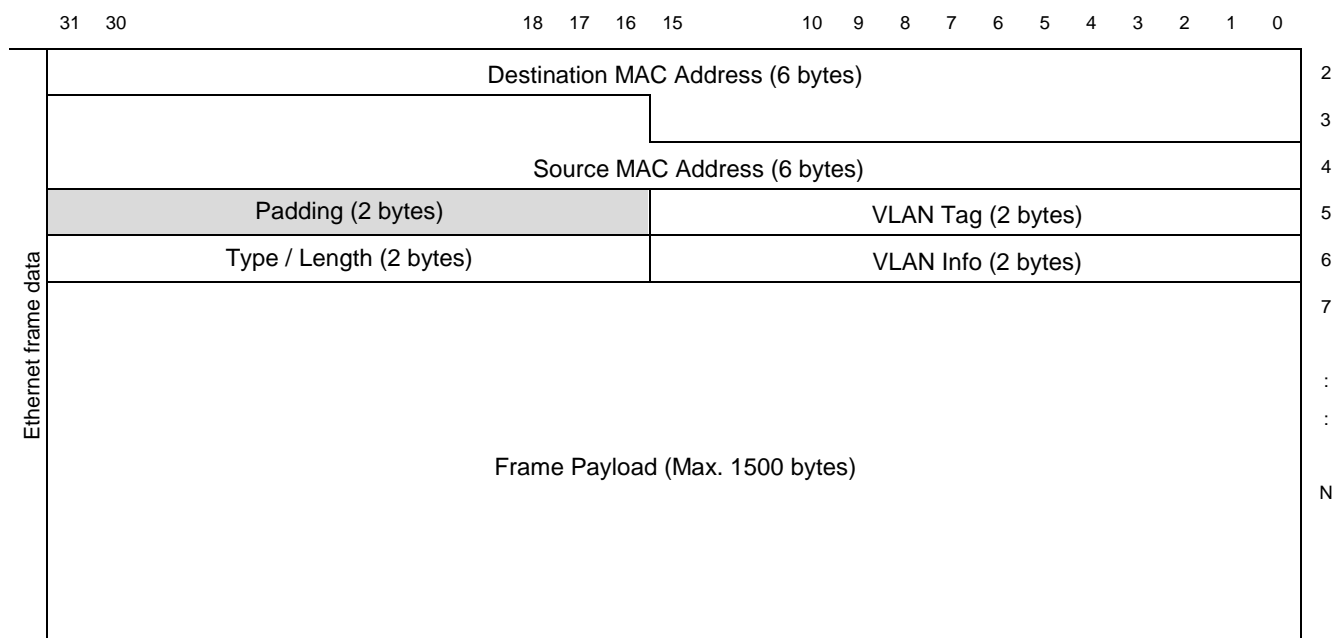 31 30 18 17 16 15 10 9 8 7 6 5 4 3 2 1 0
Destination MAC Address (6 bytes) 2
3
Source MAC Address (6 bytes) 4
Padding (2 bytes) VLAN Tag (2 bytes) 5
Type / Length (2 bytes) VLAN Info (2 bytes) 6
Ethernet frame data
7
:
:
Frame Payload (Max. 1500 bytes)
N